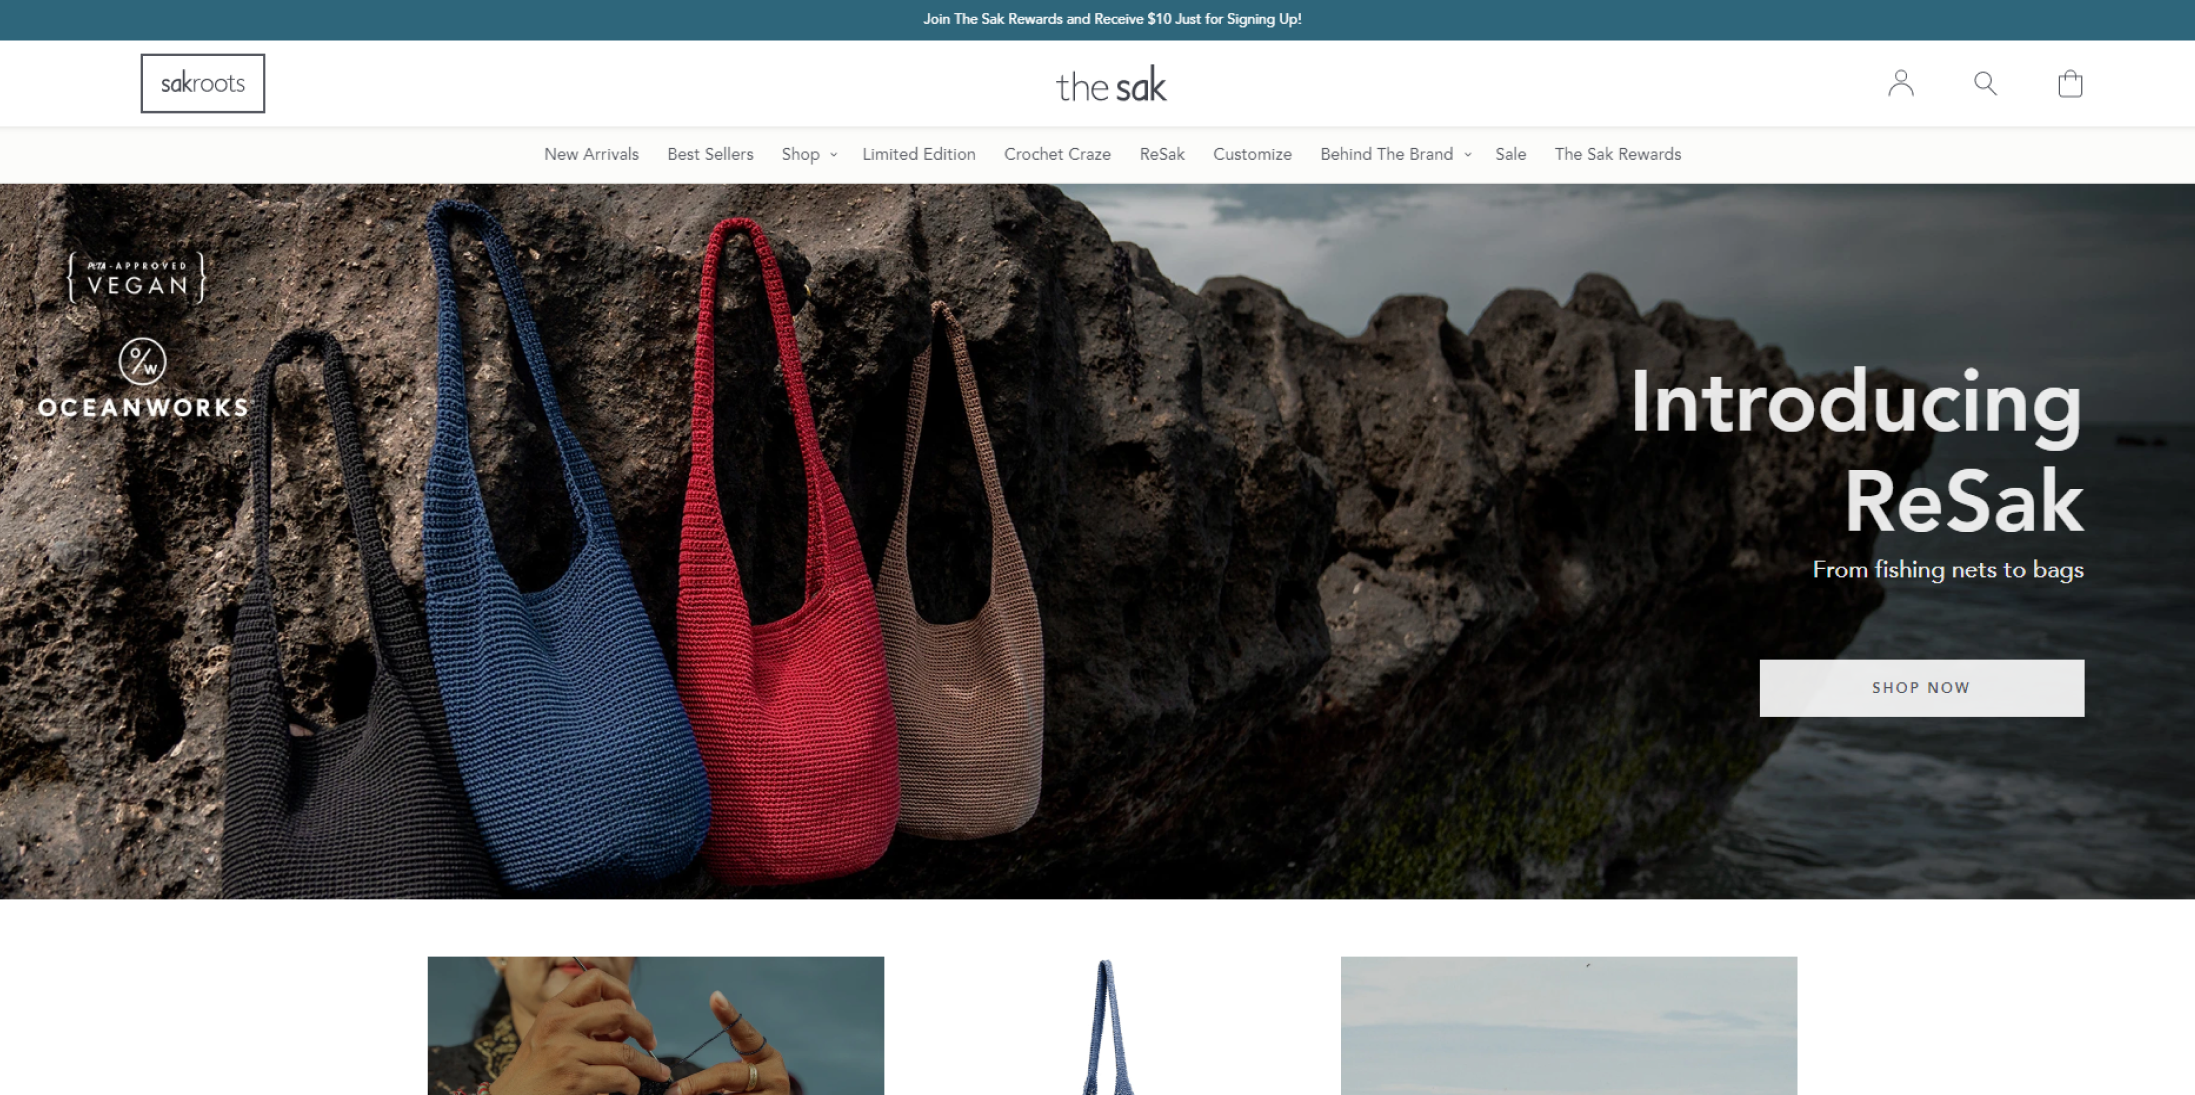 Join The Sak Rewards and Receive $10 Just for Signing Up!
sakroots
the sak
New Arrivals Best Sellers Shop Limited Edition Crochet Craze ReSak Customize Behind The Brand Sale The Sak Rewards
PETA-APPROVED
VEGAN
O/W
OCEANWORKS
Introducing
ReSak
From fishing nets to bags
SHOP NOW